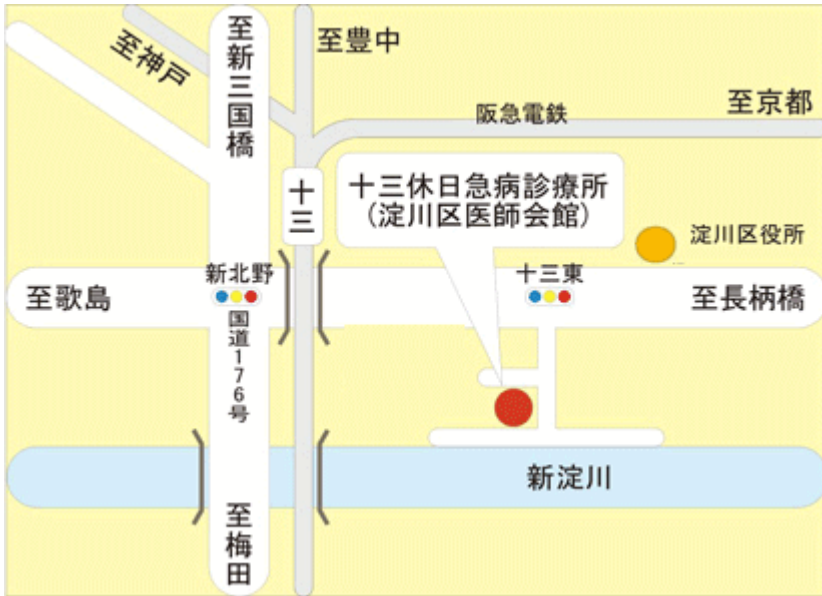 至新三国橋
至神戸
至豊中
至京都
阪急電鉄
十三
十三休日急病診療所
(淀川区医師会館)
淀川区役所
新北野
十三東
至歌島
至長柄橋
国道176号
新淀川
至梅田